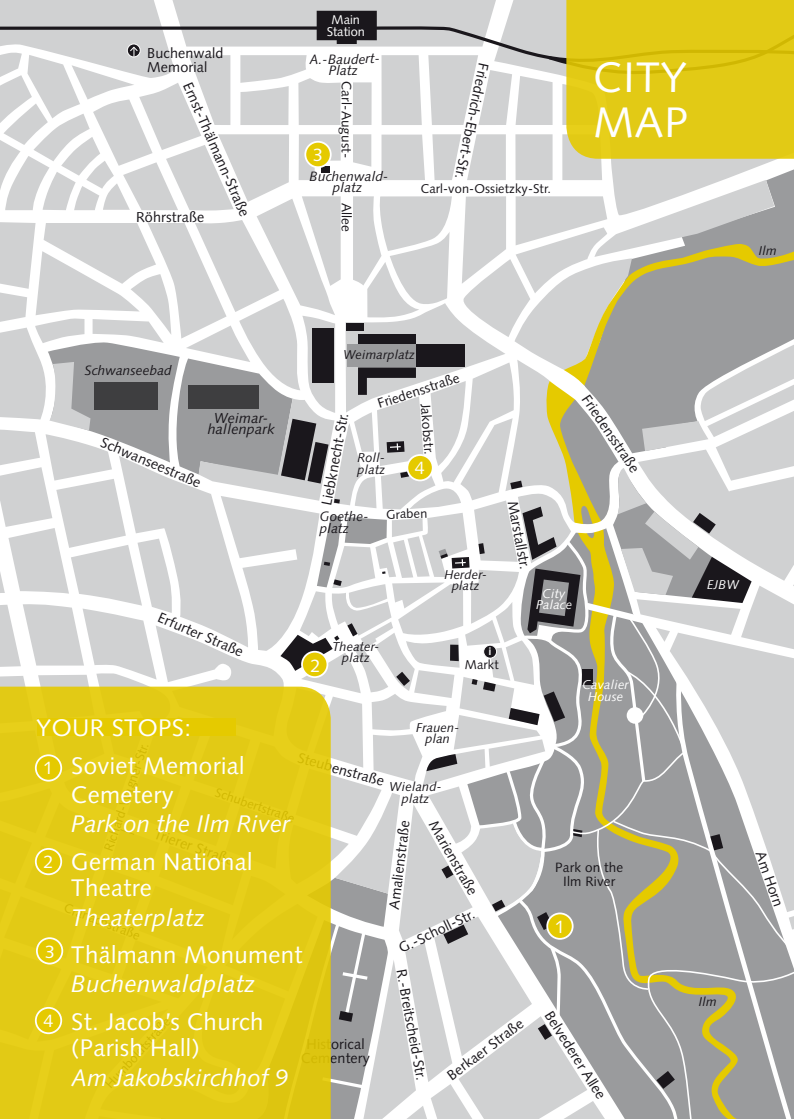 Main
Station
Buchenwald
Memorial
A.-Baudert-
Platz
CITY
MAP
Ernst-Thälmann-Straße
Carl-August-
Friedrich-Ebert-Str.
3
Buchenwald-
platz
Carl-von-Ossietzky-Str.
Röhrstraße
Allee
Ilm
Weimarplatz
Schwanseebad
Friedensstraße
Weimar-
hallenpark
Jakobstr.
Friedensstraße
Liebknecht-Str.
Schwanseestraße
Roll-
platz
4
Goethe-
platz
Graben
Marstallstr.
Herder-
platz
EJBW
City
Palace
Erfurter Straße
Theater-
platz
2
i
Markt
Cavalier
House
Frauen-
plan
Steubenstraße
Wieland-
platz
YOUR STOPS:
1 Soviet Memorial
Cemetery
Park on the Ilm River
2 German National
Theatre
Theaterplatz
3 Thälmann Monument
Buchenwaldplatz
4 St. Jacob's Church
(Parish Hall)
Am Jakobskirchhof 9
Schubertstraße
Trierer Straße
Amalienstraße
Marienstraße
Park on the
Ilm River
Am Horn
1
G.-Scholl-Str.
R.-Breitscheid-Str.
Ilm
Historical
Cementery
Berkaer Straße
Belvederer Allee